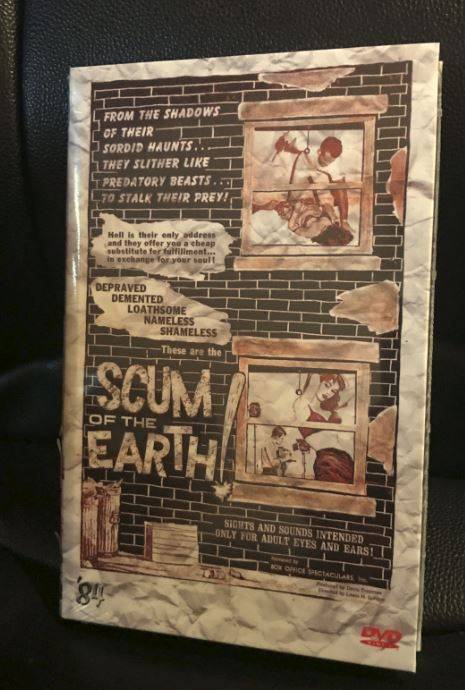 FROM THE SHADOWS
OF THEIR
SORDID HAUNTS...
THEY SLITHER LIKE
PREDATORY BEASTS...
TO STALK THEIR PREY!
Hell is their only address
and they offer you a cheap
substitute for fulfillment...
in exchange for your soul!
DEPRAVED
DEMENTED
LOATHSOME
NAMELESS
SHAMELESS
These are the
SCUM
OF THE
EARTH!
SIGHTS AND SOUNDS INTENDED
ONLY FOR ADULT EYES AND EARS!
BOX OFFICE SPECTACULARS, Inc.
'84
DVD